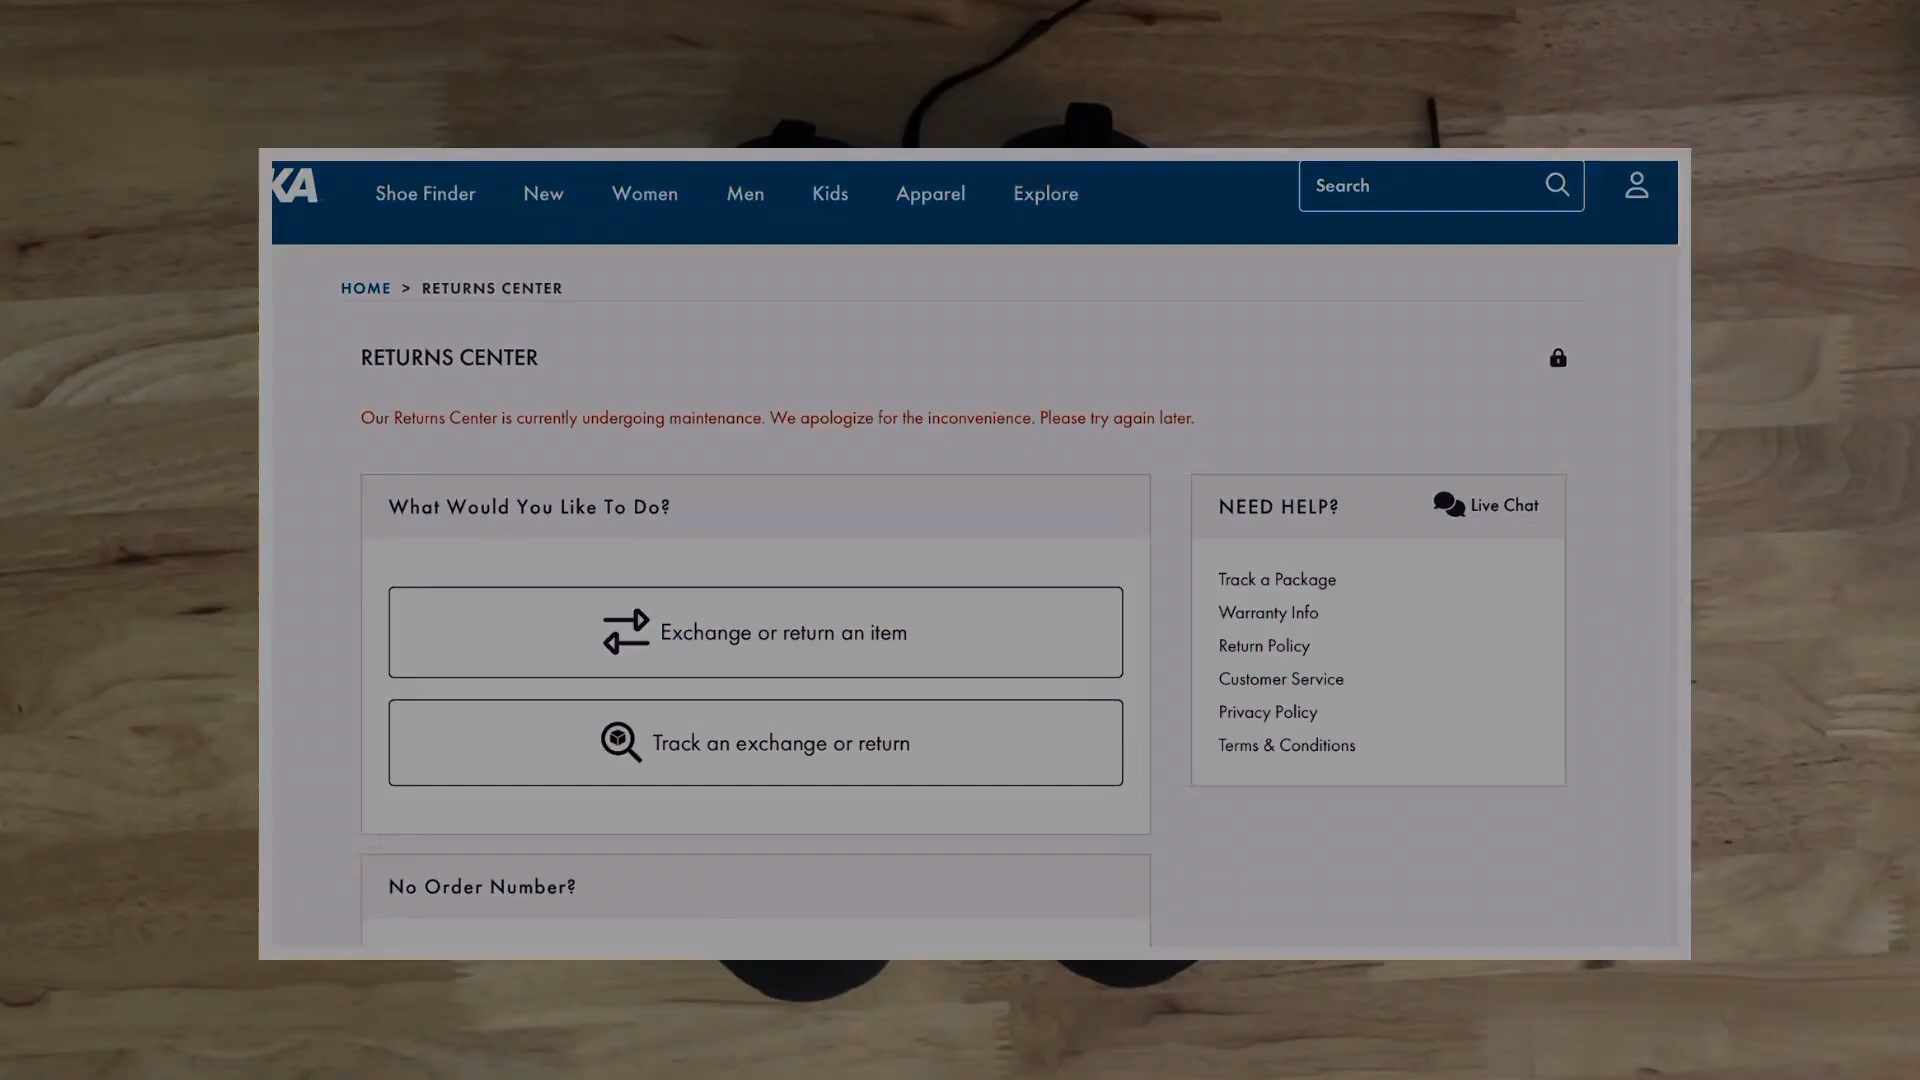 KA
Shoe Finder New Women Men Kids Apparel Explore Search
HOME > RETURNS CENTER
RETURNS CENTER
Our Returns Center is currently undergoing maintenance. We apologize for the inconvenience. Please try again later.
What Would You Like To Do?
Exchange or return an item
Track an exchange or return
No Order Number?
NEED HELP? Live Chat
Track a Package
Warranty Info
Return Policy
Customer Service
Privacy Policy
Terms & Conditions